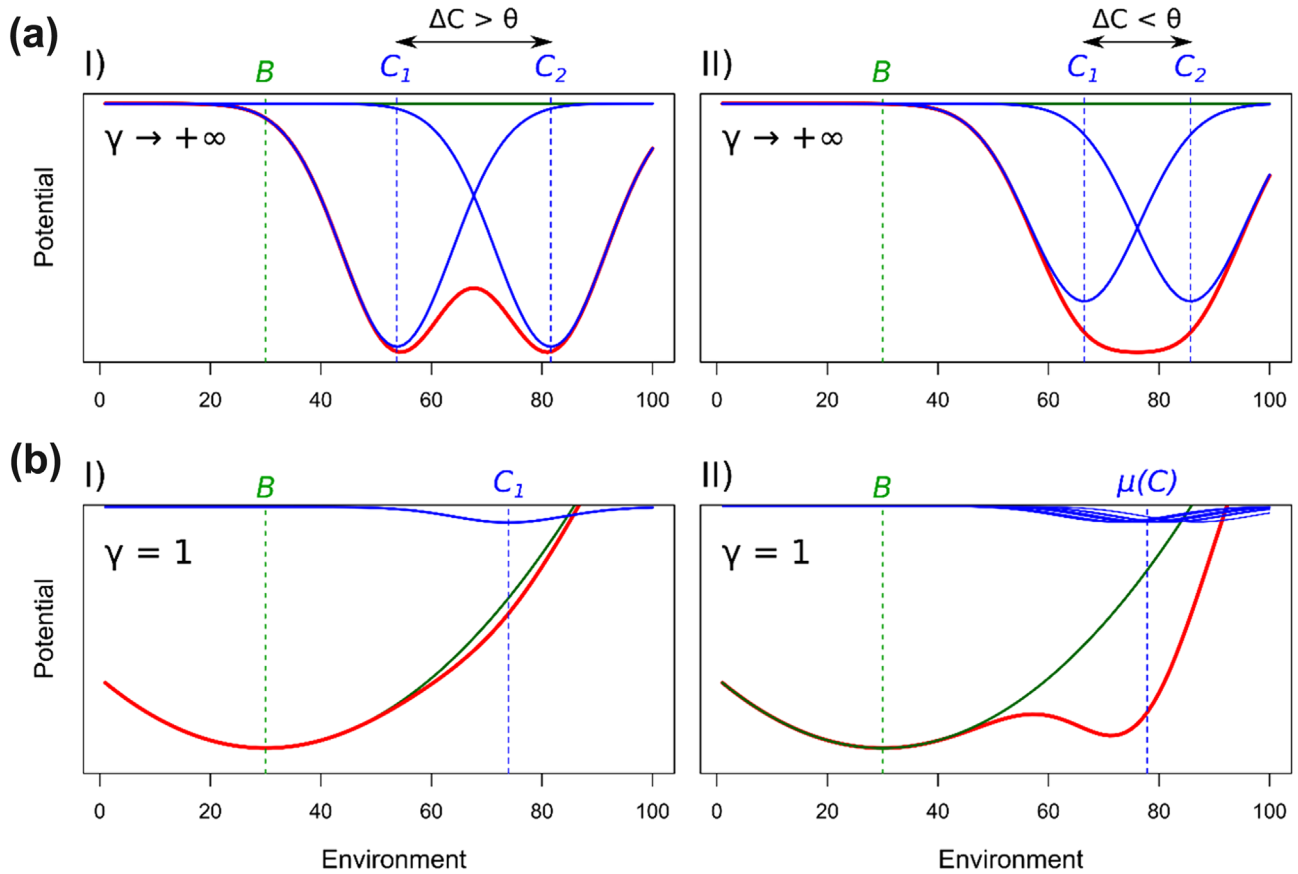 (a)
I)
ΔC > θ
B
C1
C2
γ → +∞
Potential
0 20 40 60 80 100
II)
ΔC < θ
B
C1
C2
γ → +∞
0 20 40 60 80 100
(b)
I)
B
C1
γ = 1
Potential
0 20 40 60 80 100
Environment
II)
B
μ(C)
γ = 1
0 20 40 60 80 100
Environment